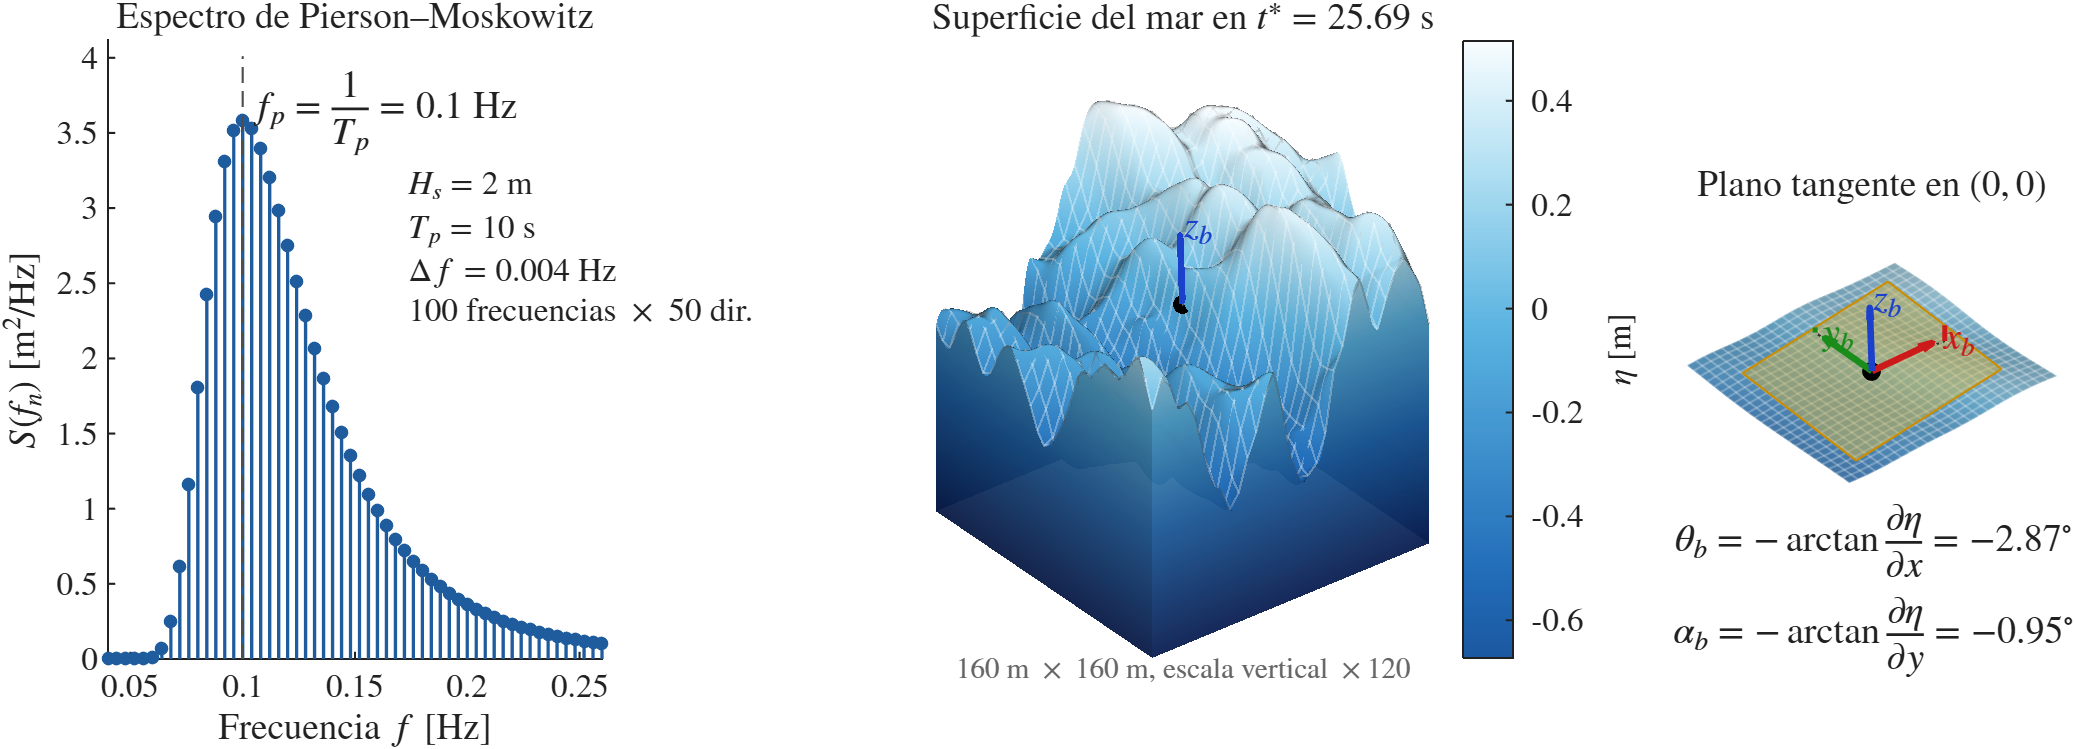 Espectro de Pierson–Moskowitz
4
3.5
3
2.5
2
1.5
1
0.5
0
S(f_n) [m²/Hz]
f_p = 1/T_p = 0.1 Hz
H_s = 2 m
T_p = 10 s
Δf = 0.004 Hz
100 frecuencias × 50 dir.
0.05 0.1 0.15 0.2 0.25
Frecuencia f [Hz]
Superficie del mar en t* = 25.69 s
z_b
160 m × 160 m, escala vertical ×120
0.4
0.2
0
-0.2
-0.4
-0.6
η [m]
Plano tangente en (0, 0)
z_b
y_b
x_b
θ_b = − arctan ∂η/∂x = −2.87°
α_b = − arctan ∂η/∂y = −0.95°